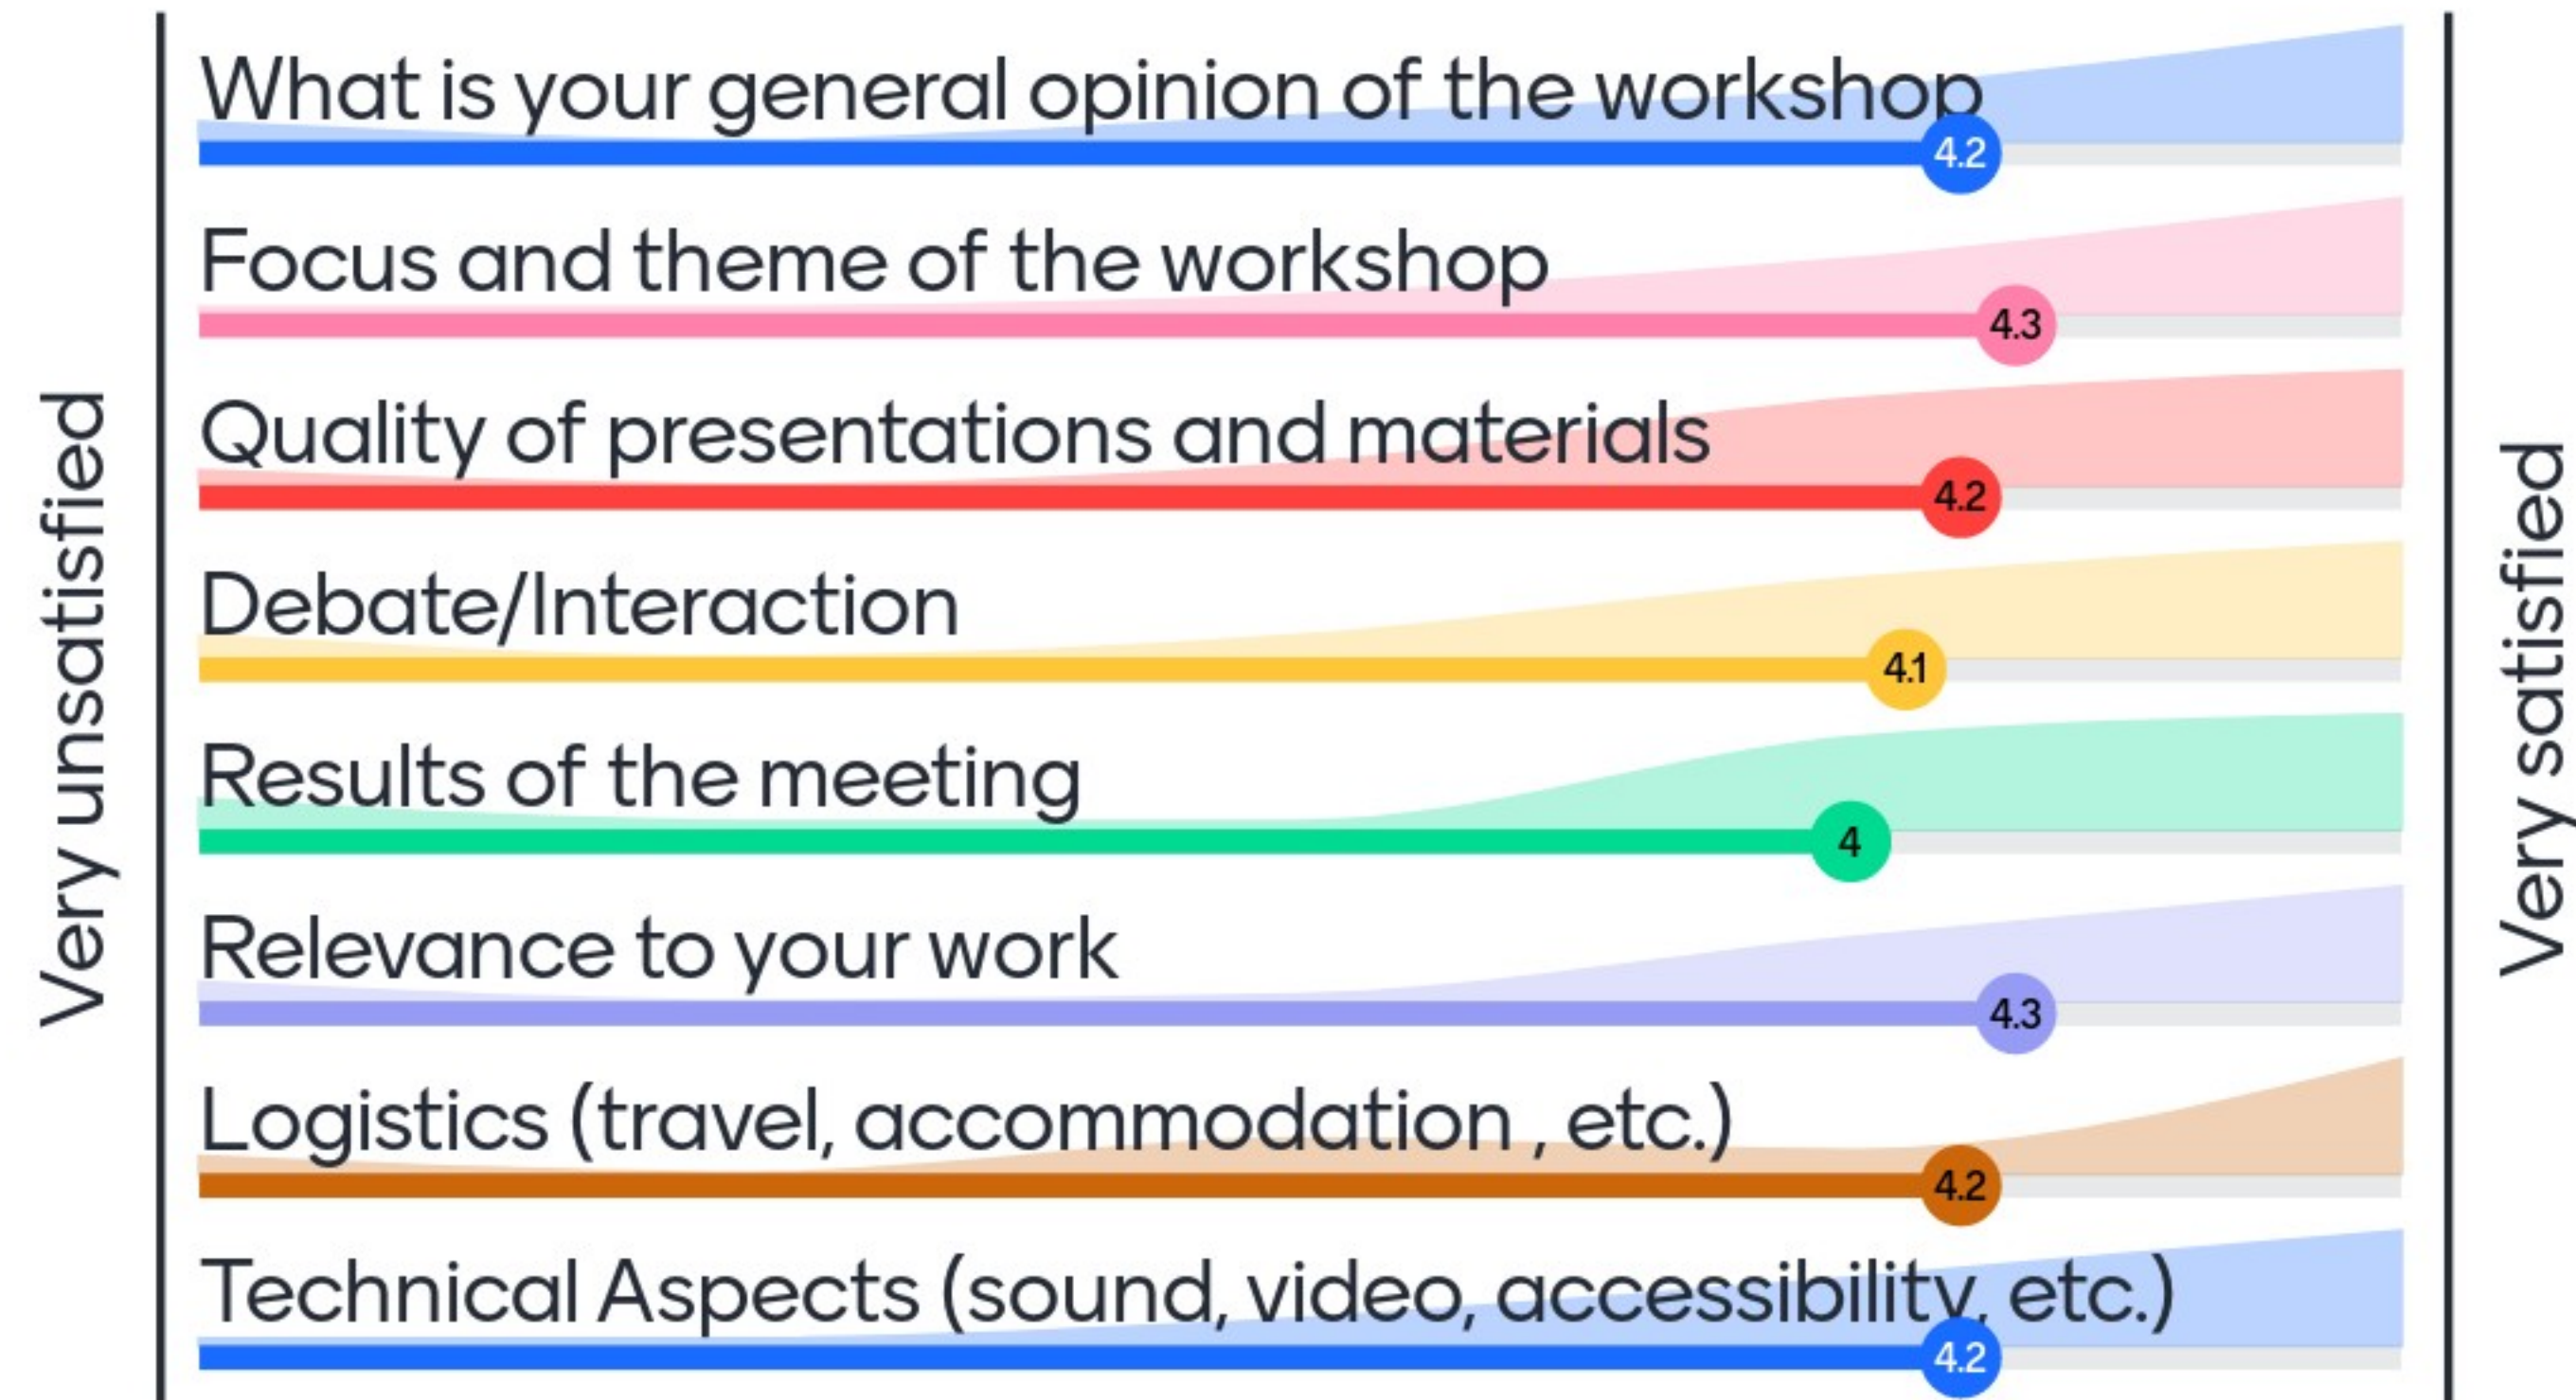 What is your general opinion of the workshop
4.2
Focus and theme of the workshop
4.3
Quality of presentations and materials
4.2
Debate/Interaction
4.1
Results of the meeting
4
Relevance to your work
4.3
Logistics (travel, accommodation , etc.)
4.2
Technical Aspects (sound, video, accessibility, etc.)
4.2
Very unsatisfied
Very satisfied